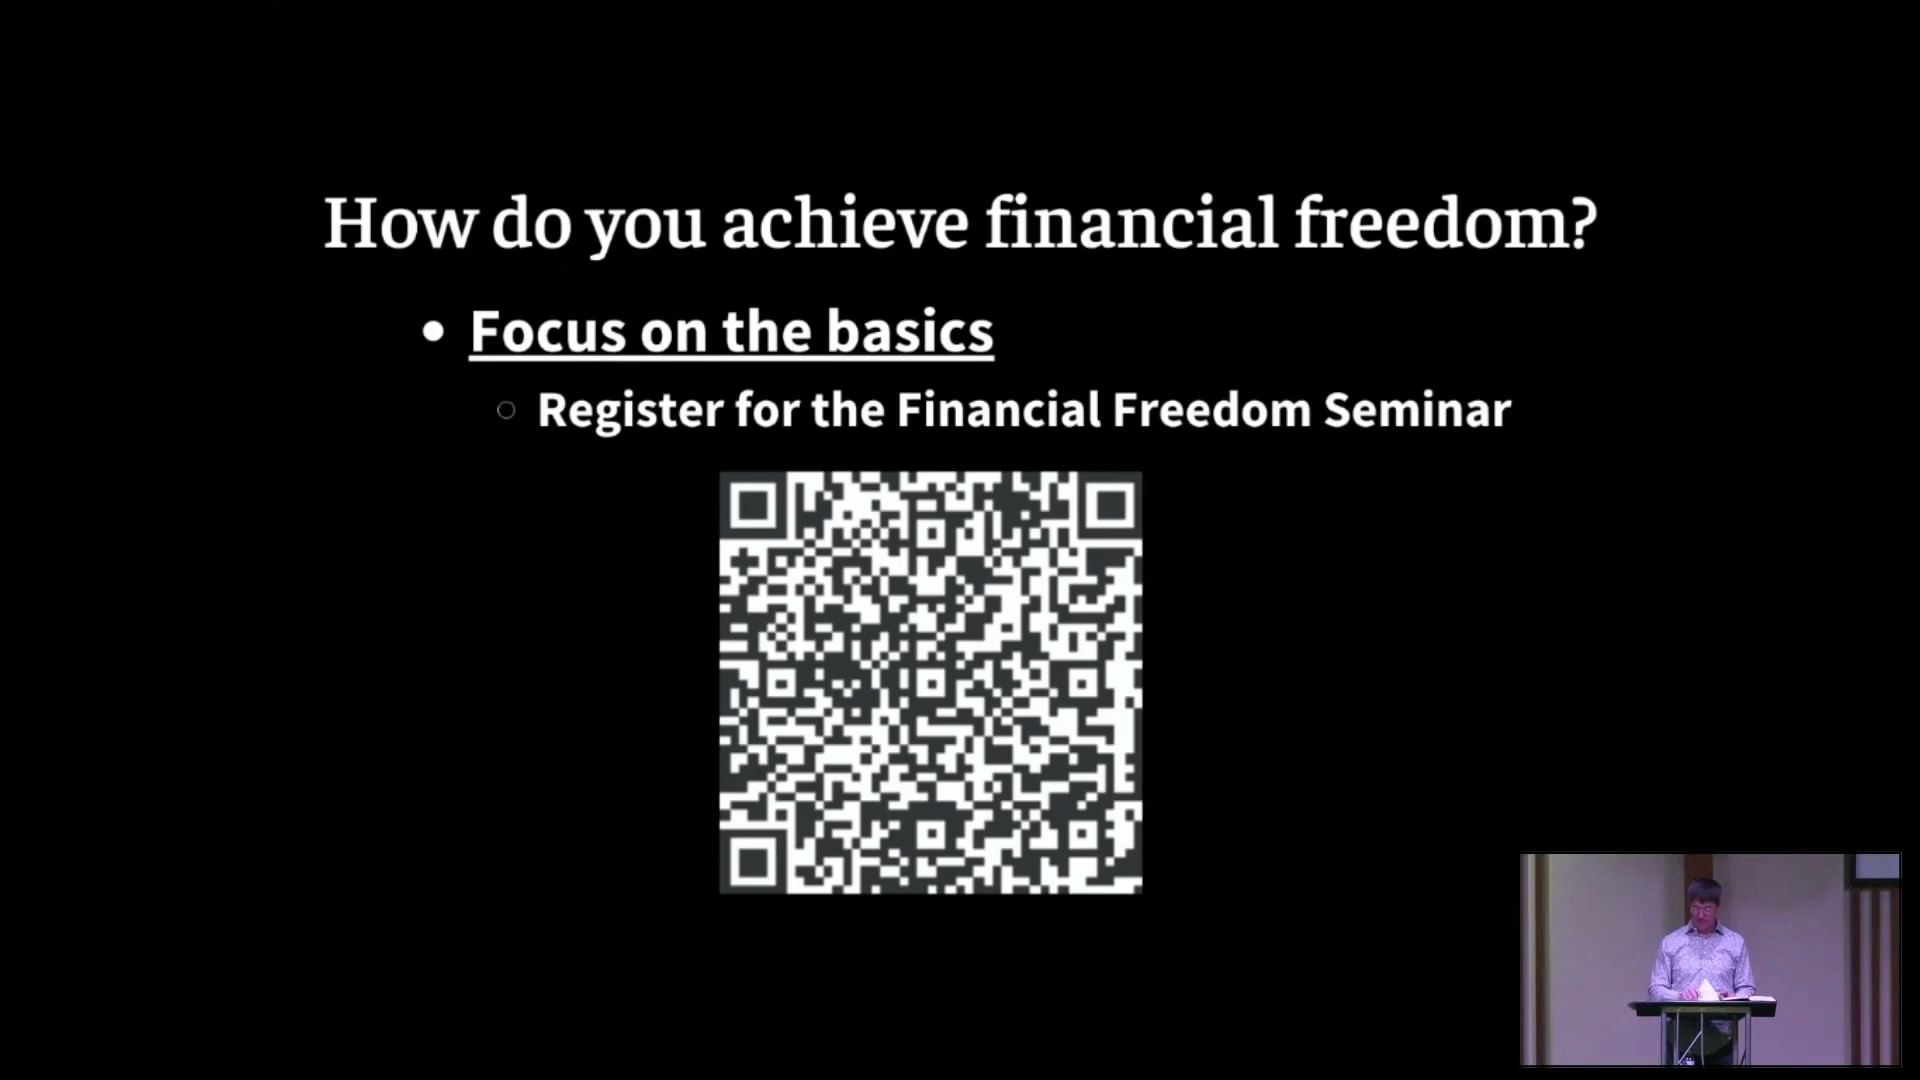 How do you achieve financial freedom?
Focus on the basics
Register for the Financial Freedom Seminar